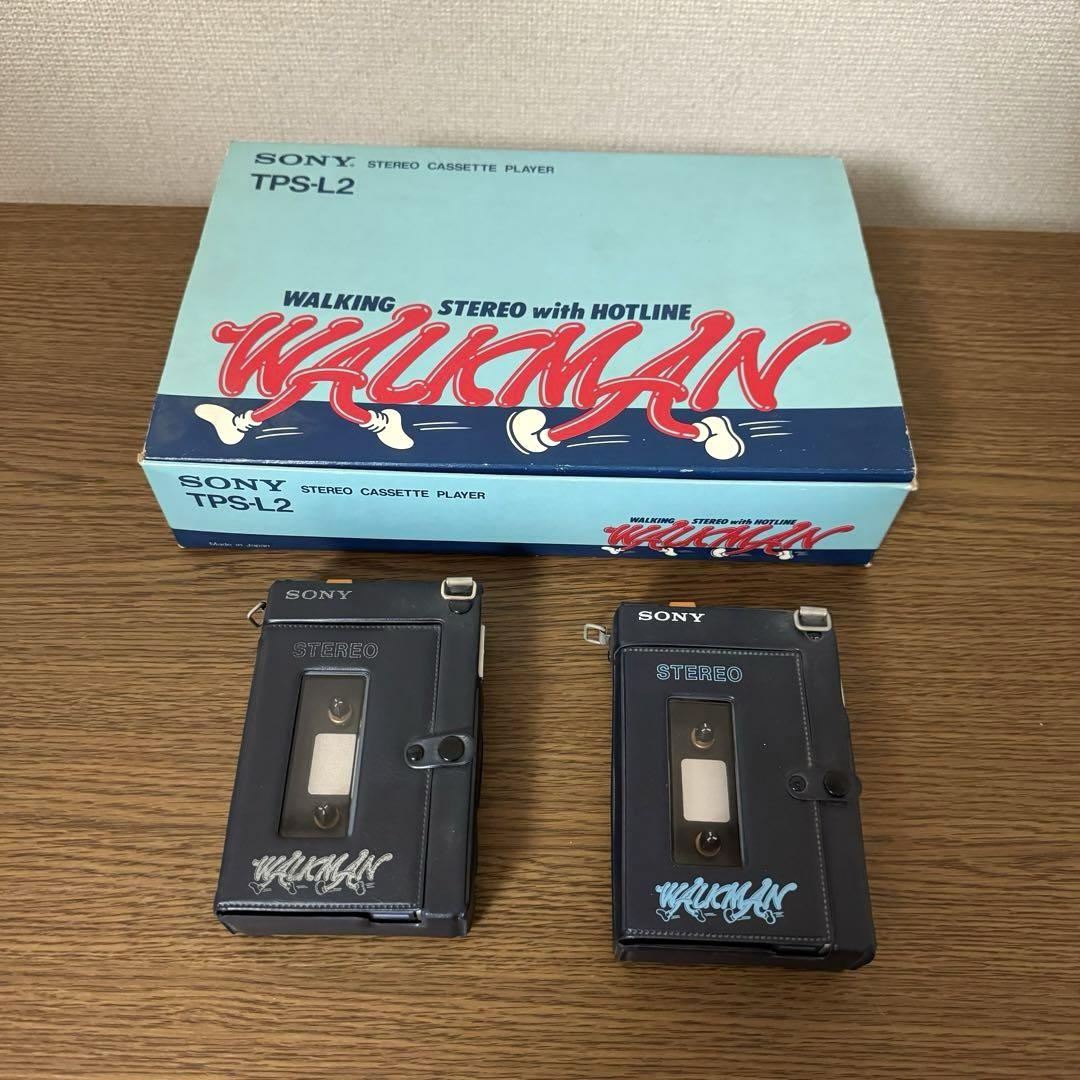 SONY. STEREO CASSETTE PLAYER
TPS-L2
WALKING STEREO with HOTLINE
WALKMAN
SONY STEREO CASSETTE PLAYER
TPS-L2
WALKING STEREO with HOTLINE
WALKMAN
Made in Japan
SONY
STEREO
WALKMAN
SONY
STEREO
WALKMAN